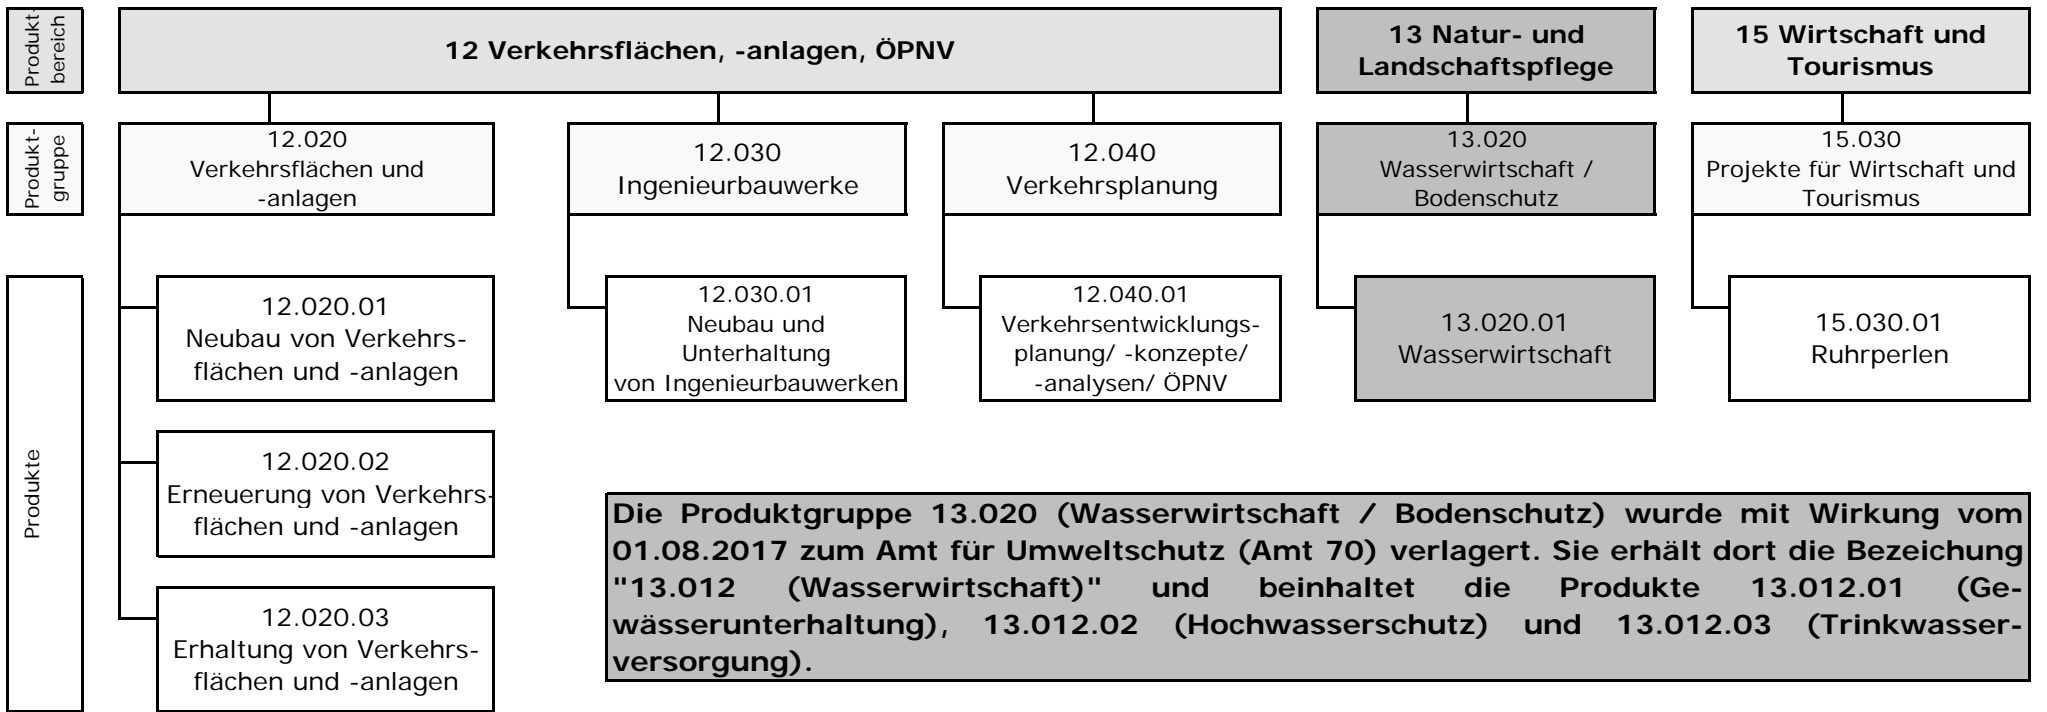 Produkt-
bereich
12 Verkehrsflächen, -anlagen, ÖPNV
13 Natur- und
Landschaftspflege
15 Wirtschaft und
Tourismus
Produkt-
gruppe
12.020
Verkehrsflächen und
-anlagen
12.030
Ingenieurbauwerke
12.040
Verkehrsplanung
13.020
Wasserwirtschaft /
Bodenschutz
15.030
Projekte für Wirtschaft und
Tourismus
Produkte
12.020.01
Neubau von Verkehrs-
flächen und -anlagen
12.030.01
Neubau und
Unterhaltung
von Ingenieurbauwerken
12.040.01
Verkehrsentwicklungs-
planung/ -konzepte/
-analysen/ ÖPNV
13.020.01
Wasserwirtschaft
15.030.01
Ruhrperlen
12.020.02
Erneuerung von Verkehrs-
flächen und -anlagen
12.020.03
Erhaltung von Verkehrs-
flächen und -anlagen
Die Produktgruppe 13.020 (Wasserwirtschaft / Bodenschutz) wurde mit Wirkung vom
01.08.2017 zum Amt für Umweltschutz (Amt 70) verlagert. Sie erhält dort die Bezeichung
"13.012 (Wasserwirtschaft)" und beinhaltet die Produkte 13.012.01 (Ge-
wässerunterhaltung), 13.012.02 (Hochwasserschutz) und 13.012.03 (Trinkwasser-
versorgung).